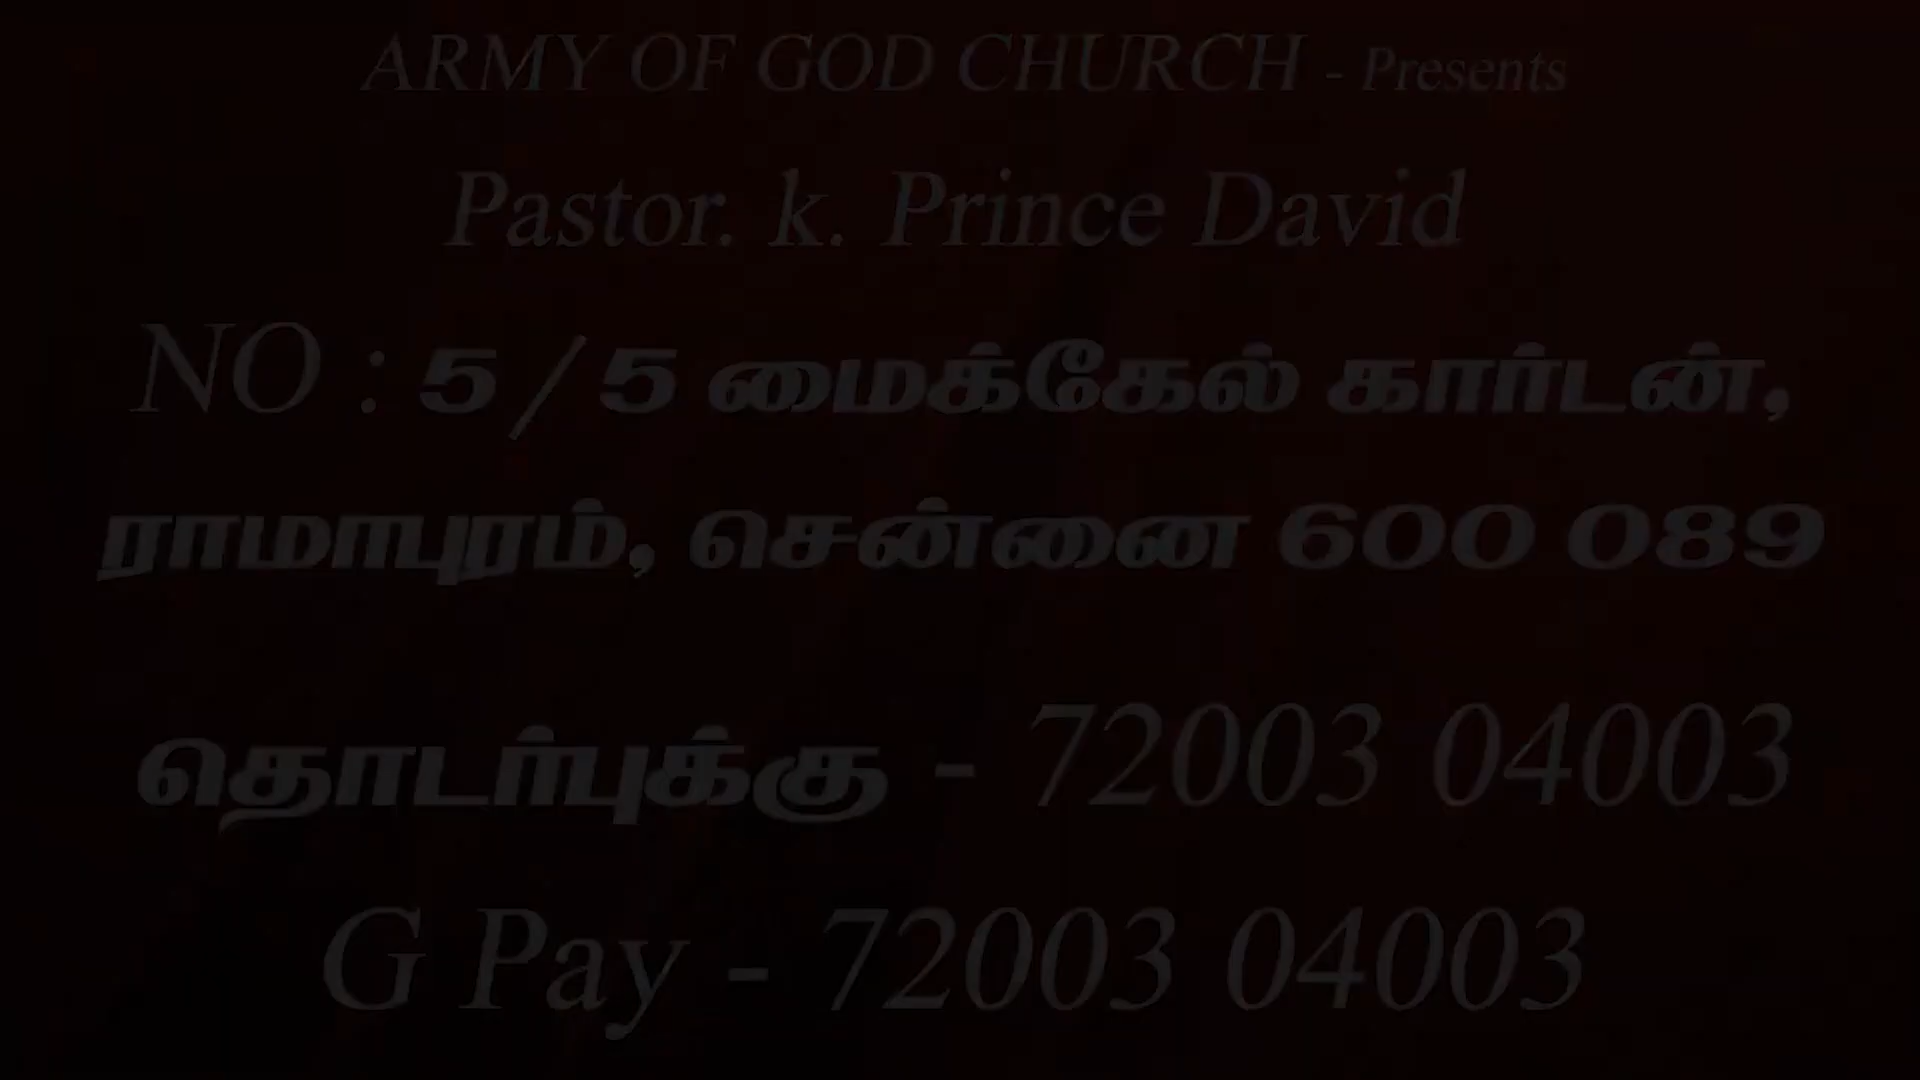 ARMY OF GOD CHURCH - Presents
Pastor. k. Prince David
NO : 5 / 5 மைக்கேல் கார்டன்,
ராமாபுரம், சென்னை 600 089
தொடர்புக்கு - 72003 04003
G Pay - 72003 04003